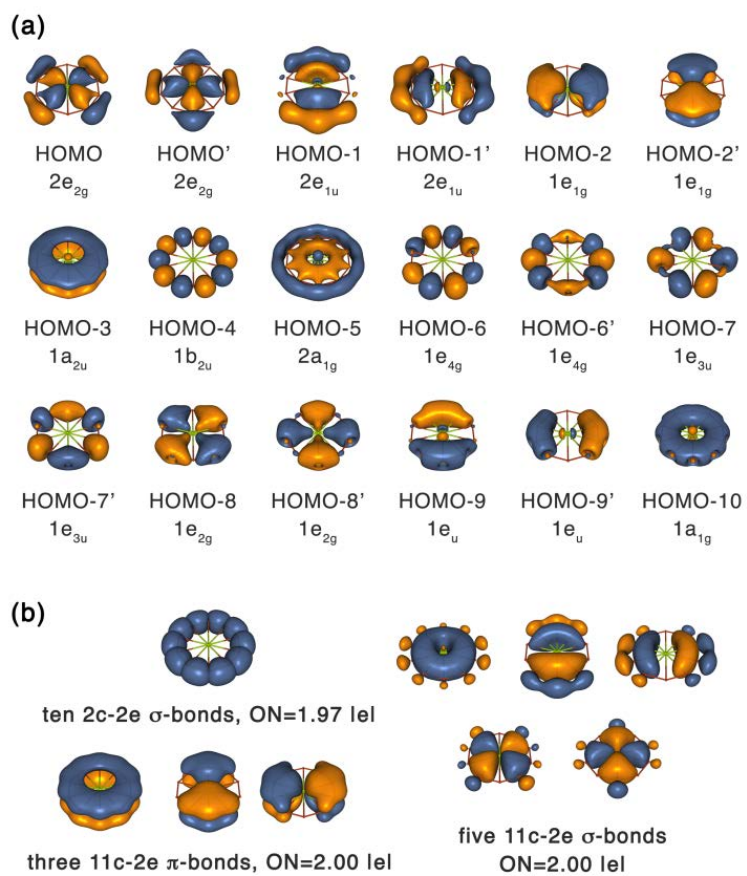 (a)
HOMO HOMO’ HOMO-1 HOMO-1’ HOMO-2 HOMO-2’
2e2g 2e2g 2e1u 2e1u 1e1g 1e1g
HOMO-3 HOMO-4 HOMO-5 HOMO-6 HOMO-6’ HOMO-7
1a2u 1b2u 2a1g 1e4g 1e4g 1e3u
HOMO-7’ HOMO-8 HOMO-8’ HOMO-9 HOMO-9’ HOMO-10
1e3u 1e2g 1e2g 1eu 1eu 1a1g
(b)
ten 2c-2e σ-bonds, ON=1.97 lel
three 11c-2e π-bonds, ON=2.00 lel
five 11c-2e σ-bonds
ON=2.00 lel